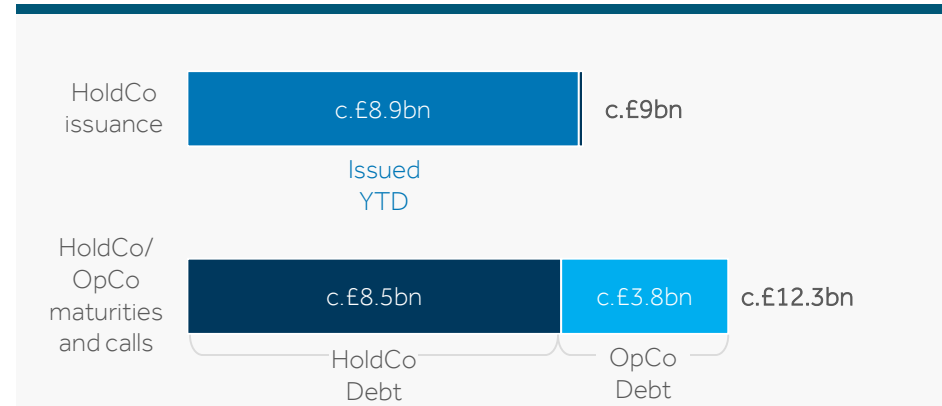 HoldCo
issuance
c.£8.9bn
c.£9bn
Issued
YTD
HoldCo/
OpCo
maturities
and calls
c.£8.5bn
c.£3.8bn
c.£12.3bn
HoldCo
Debt
OpCo
Debt